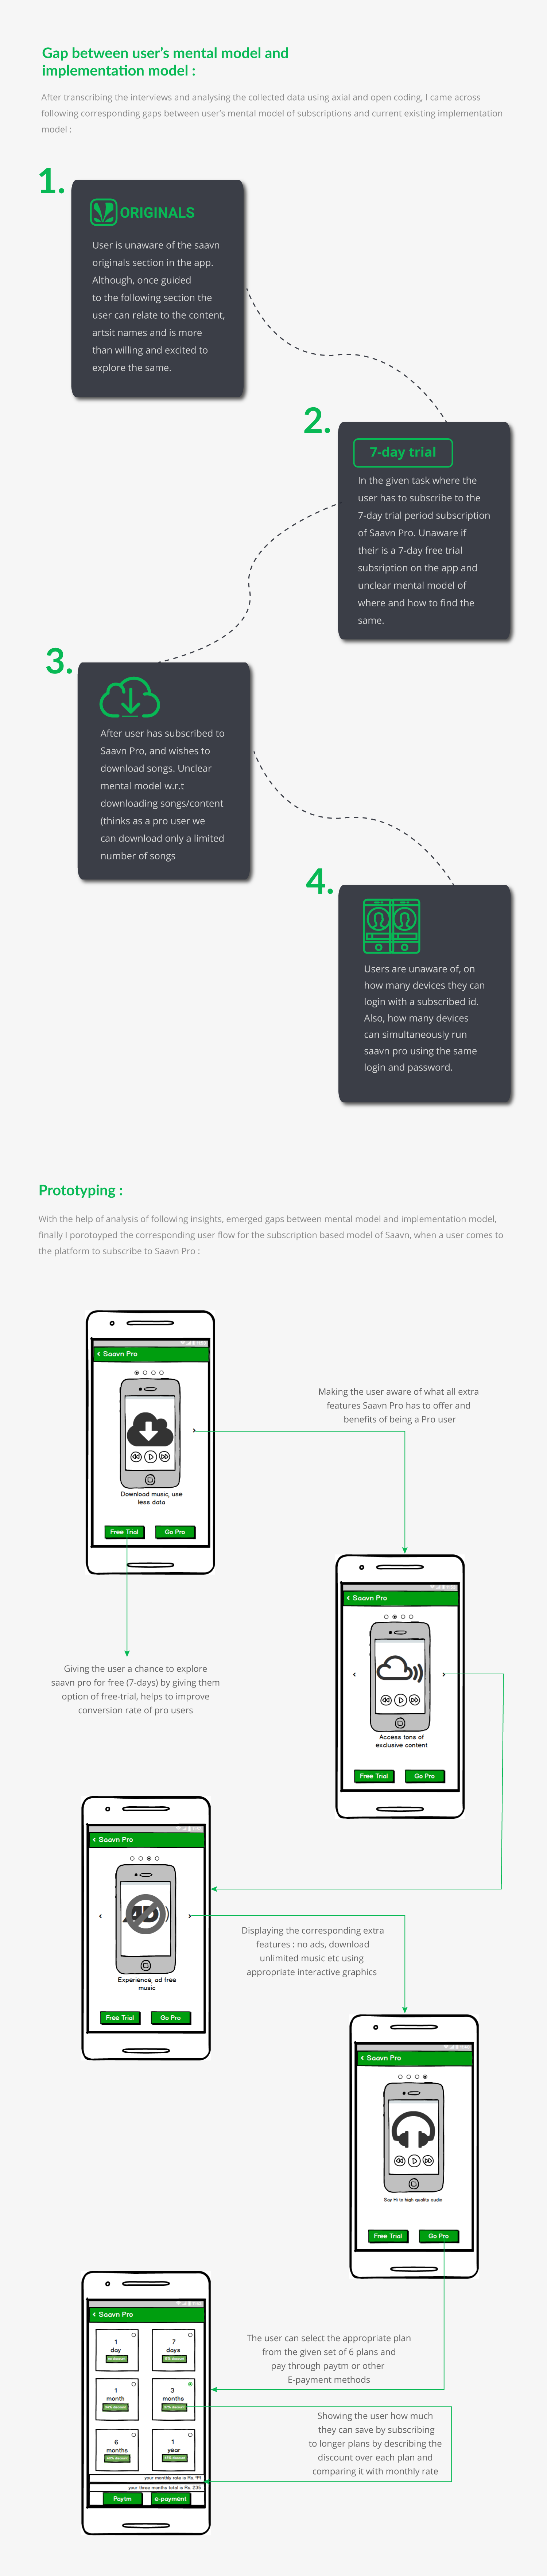 Gap between user's mental model and
implementation model :
After transcribing the interviews and analysing the collected data using axial and open coding, I came across
following corresponding gaps between user's mental model of subscriptions and current existing implementation
model :
1.
ORIGINALS
User is unaware of the saavn
originals section in the app.
Although, once guided
to the following section the
user can relate to the content,
artsit names and is more
than willing and excited to
explore the same.
2.
7-day trial
In the given task where the
user has to subscribe to the
7-day trial period subscription
of Saavn Pro. Unaware if
their is a 7-day free trial
subsription on the app and
unclear mental model of
where and how to find the
same.
3.
After user has subscribed to
Saavn Pro, and wishes to
download songs. Unclear
mental model w.r.t
downloading songs/content
(thinks as a pro user we
can download only a limited
number of songs
4.
Users are unaware of, on
how many devices they can
login with a subscribed id.
Also, how many devices
can simultaneously run
saavn pro using the same
login and password.
Prototyping :
With the help of analysis of following insights, emerged gaps between mental model and implementation model,
finally I porotoyped the corresponding user flow for the subscription based model of Saavn, when a user comes to
the platform to subscribe to Saavn Pro :
< Saavn Pro
Download music, use
less data
Free Trial
Go Pro
Making the user aware of what all extra
features Saavn Pro has to offer and
benefits of being a Pro user
Giving the user a chance to explore
saavn pro for free (7-days) by giving them
option of free-trial, helps to improve
conversion rate of pro users
< Saavn Pro
Access tons of
exclusive content
Free Trial
Go Pro
< Saavn Pro
AD
Experience, ad free
music
Free Trial
Go Pro
Displaying the corresponding extra
features : no ads, download
unlimited music etc using
appropriate interactive graphics
< Saavn Pro
Say Hi to high quality audio
Free Trial
Go Pro
< Saavn Pro
1
day
no discount
7
days
1
month
3
months
6
months
1
year
your monthly rate is Rs. 99
your three months total is Rs. 225
Paytm
e-payment
The user can select the appropriate plan
from the given set of 6 plans and
pay through paytm or other
E-payment methods
Showing the user how much
they can save by subscribing
to longer plans by describing the
discount over each plan and
comparing it with monthly rate